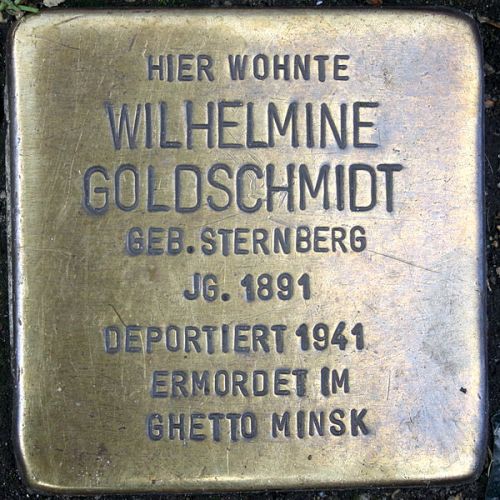 HIER WOHNTE
WILHELMINE
GOLDSCHMIDT
GEB. STERNBERG
JG. 1891
DEPORTIERT 1941
ERMORDET IM
GHETTO MINSK